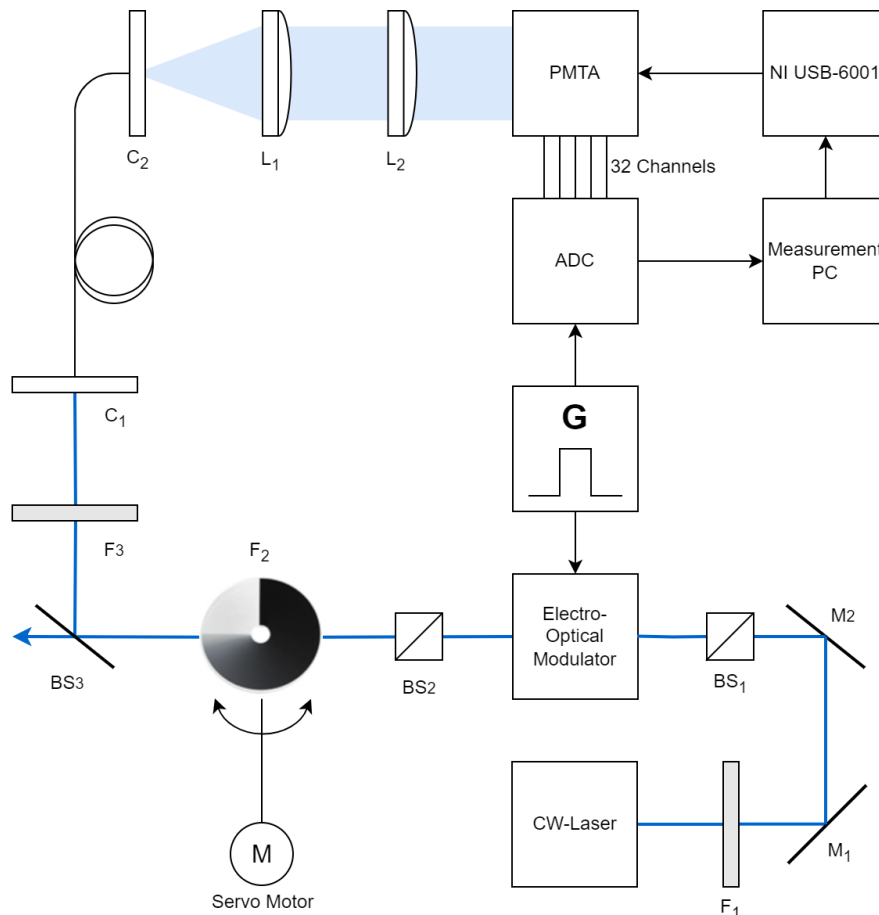 PMTA
NI USB-6001
C2
L1
L2
32 Channels
ADC
Measurement
PC
C1
G
F3
F2
Electro-
Optical
Modulator
M2
BS3
BS2
BS1
CW-Laser
M
M1
Servo Motor
F1